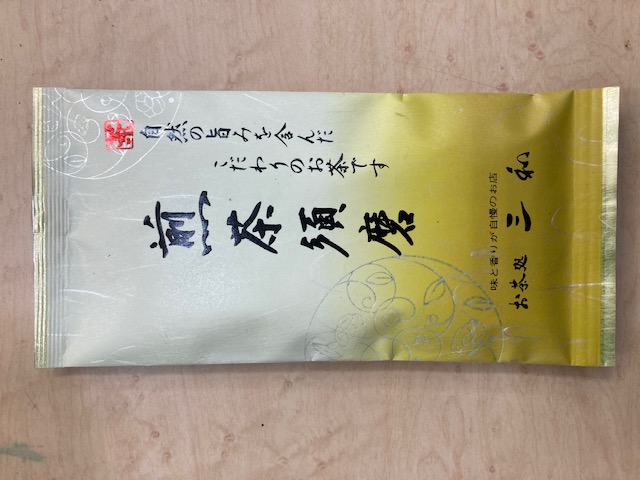 自然の旨みを含んだ
こだわりのお茶です
煎茶須磨
味と香りが自慢のお店
お茶処 三和